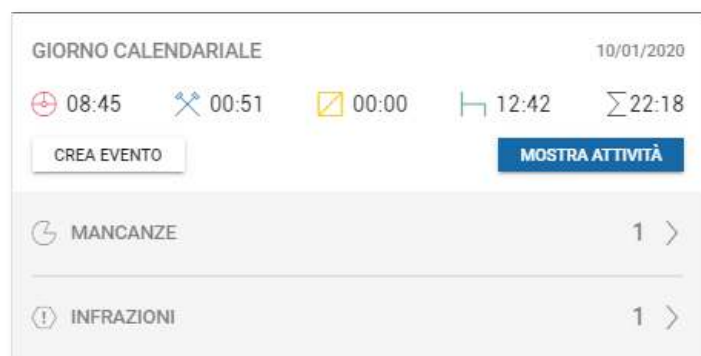 GIORNO CALENDARIALE 10/01/2020
08:45 00:51 00:00 12:42 ∑22:18
CREA EVENTO MOSTRA ATTIVITÀ
MANCANZE 1
INFRAZIONI 1